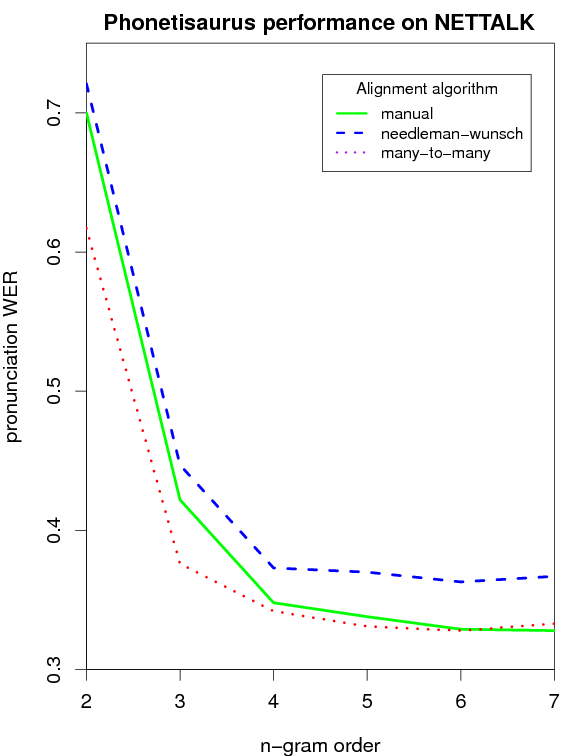 Phonetisaurus performance on NETTALK
Alignment algorithm
manual
needleman−wunsch
many−to−many
pronunciation WER
0.7
0.6
0.5
0.4
0.3
2 3 4 5 6 7
n−gram order